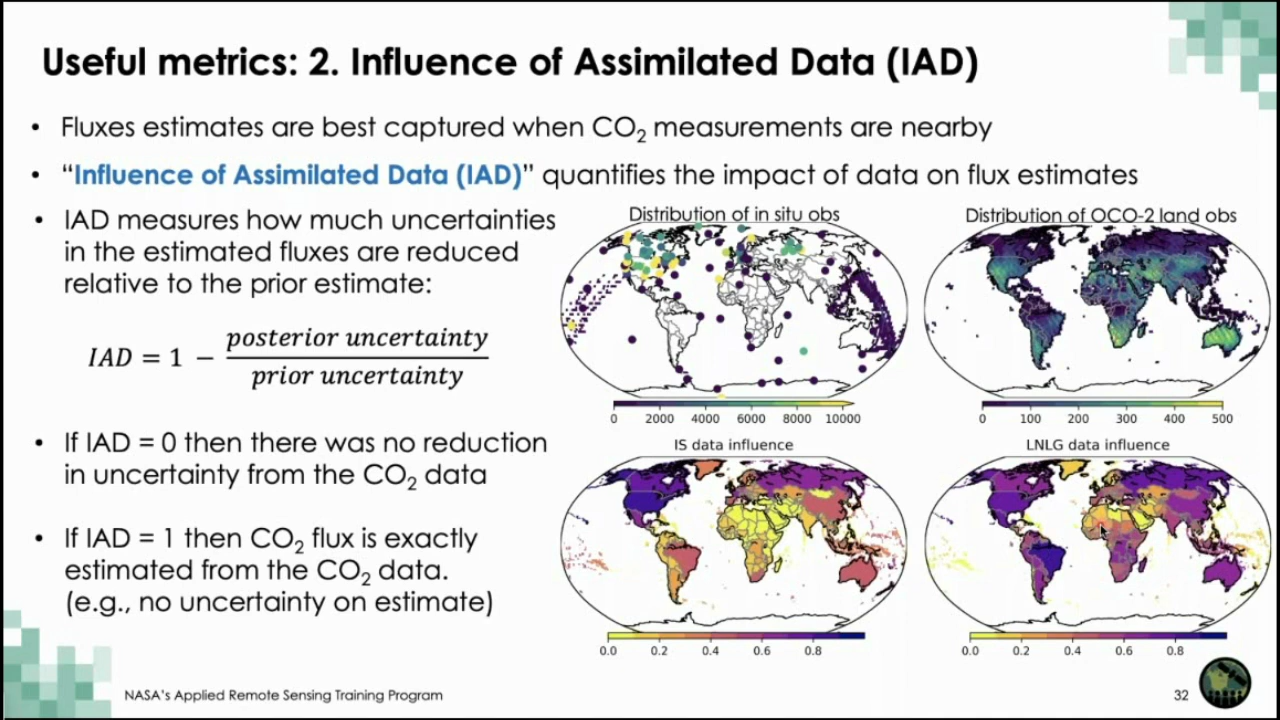 Useful metrics: 2. Influence of Assimilated Data (IAD)
• Fluxes estimates are best captured when CO₂ measurements are nearby
• “Influence of Assimilated Data (IAD)” quantifies the impact of data on flux estimates
• IAD measures how much uncertainties
in the estimated fluxes are reduced
relative to the prior estimate:
IAD = 1 − posterior uncertainty / prior uncertainty
• If IAD = 0 then there was no reduction
in uncertainty from the CO₂ data
• If IAD = 1 then CO₂ flux is exactly
estimated from the CO₂ data.
(e.g., no uncertainty on estimate)
Distribution of in situ obs
0 2000 4000 6000 8000 10000
Distribution of OCO-2 land obs
0 100 200 300 400 500
IS data influence
0.0 0.2 0.4 0.6 0.8
LNLG data influence
0.0 0.2 0.4 0.6 0.8
NASA’s Applied Remote Sensing Training Program
32